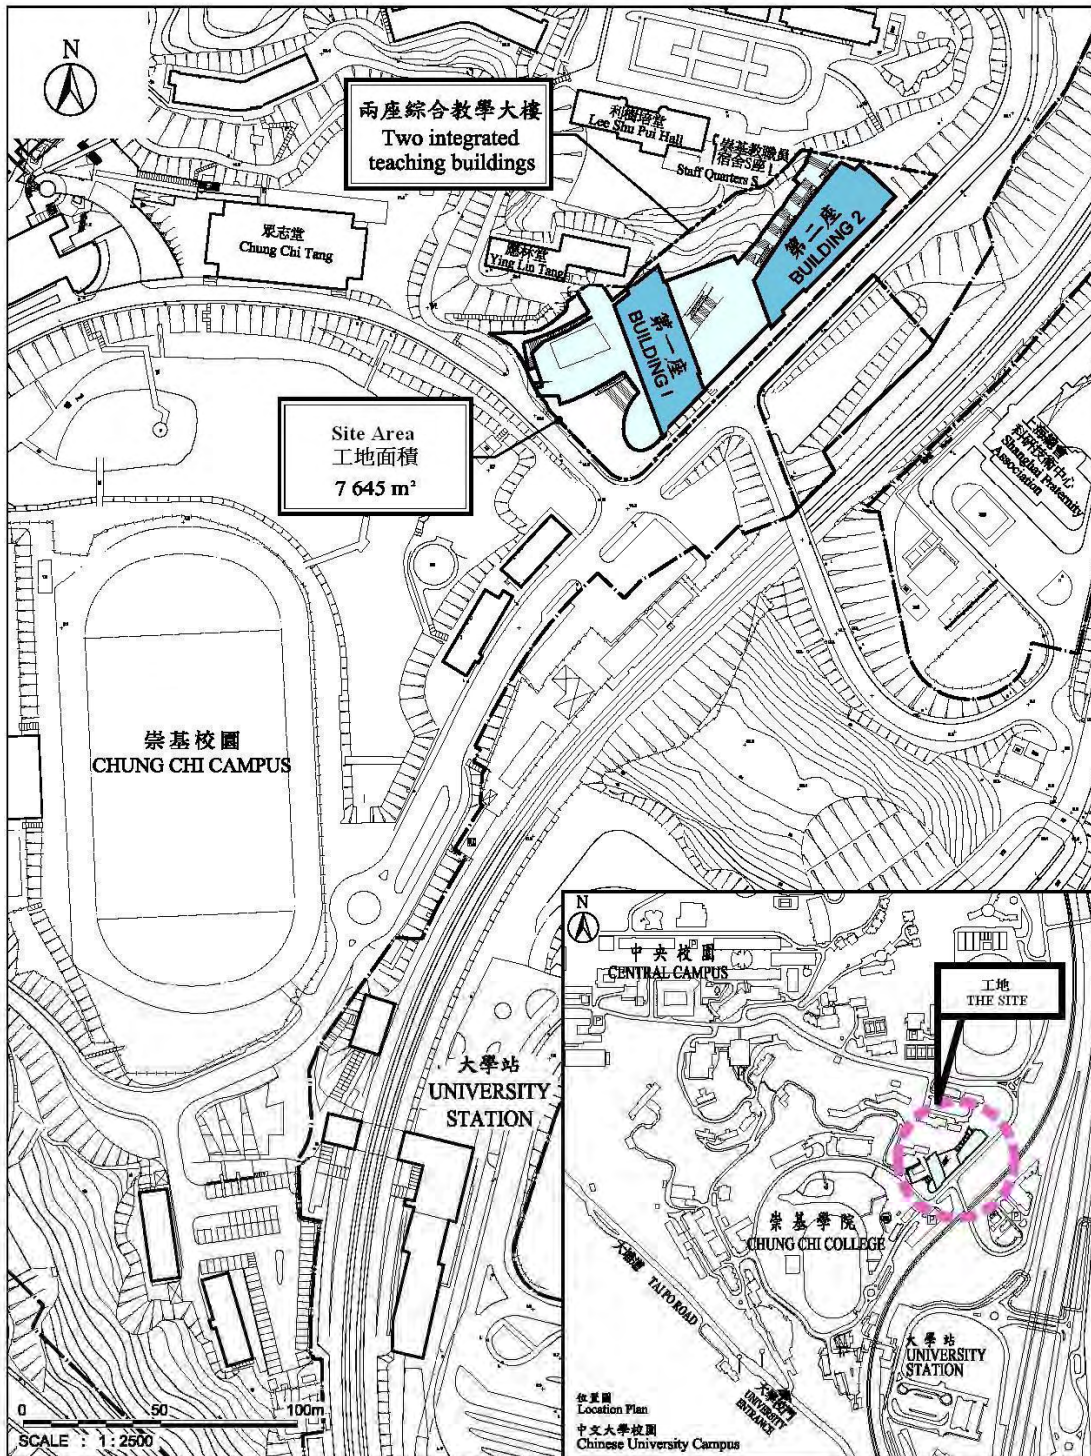 N
兩座綜合教學大樓
Two integrated
teaching buildings
利樹培堂
Lee Shu Pui Hall
崇基教職員
宿舍S座
Staff Quarters S
眾志堂
Chung Chi Tang
應林堂
Ying Lin Tang
第一座
BUILDING 1
第二座
BUILDING 2
Site Area
工地面積
7 645 m²
上海總會
科研技術中心
Shanghai Fraternity
Association
崇基校園
CHUNG CHI CAMPUS
大學站
UNIVERSITY
STATION
0 50 100m
SCALE : 1 : 2500
N
中央校園
CENTRAL CAMPUS
工地
THE SITE
崇基學院
CHUNG CHI COLLEGE
大埔道 TAI PO ROAD
大學站
UNIVERSITY
STATION
大學校門
UNIVERSITY
ENTRANCE
位置圖
Location Plan
中文大學校園
Chinese University Campus